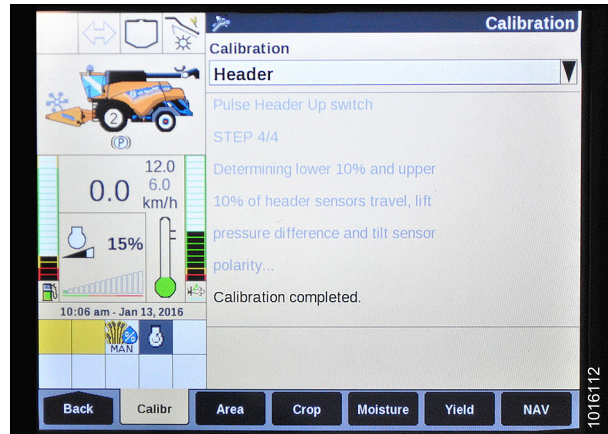 Calibration
Calibration
Header
Pulse Header Up switch
STEP 4/4
Determining lower 10% and upper
10% of header sensors travel, lift
pressure difference and tilt sensor
polarity...
Calibration completed.
2
(P)
12.0
0.0
6.0
km/h
15%
10:06 am - Jan 13, 2016
MAN
%
Back
Calibr
Area
Crop
Moisture
Yield
NAV
1016112